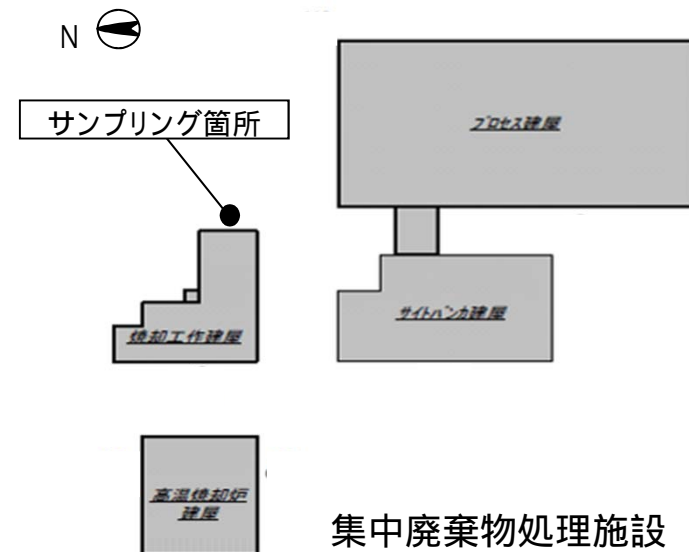 N
サンプリング箇所
プロセス建屋
サイトバンカ建屋
焼却工作建屋
高温焼却炉
建屋
集中廃棄物処理施設